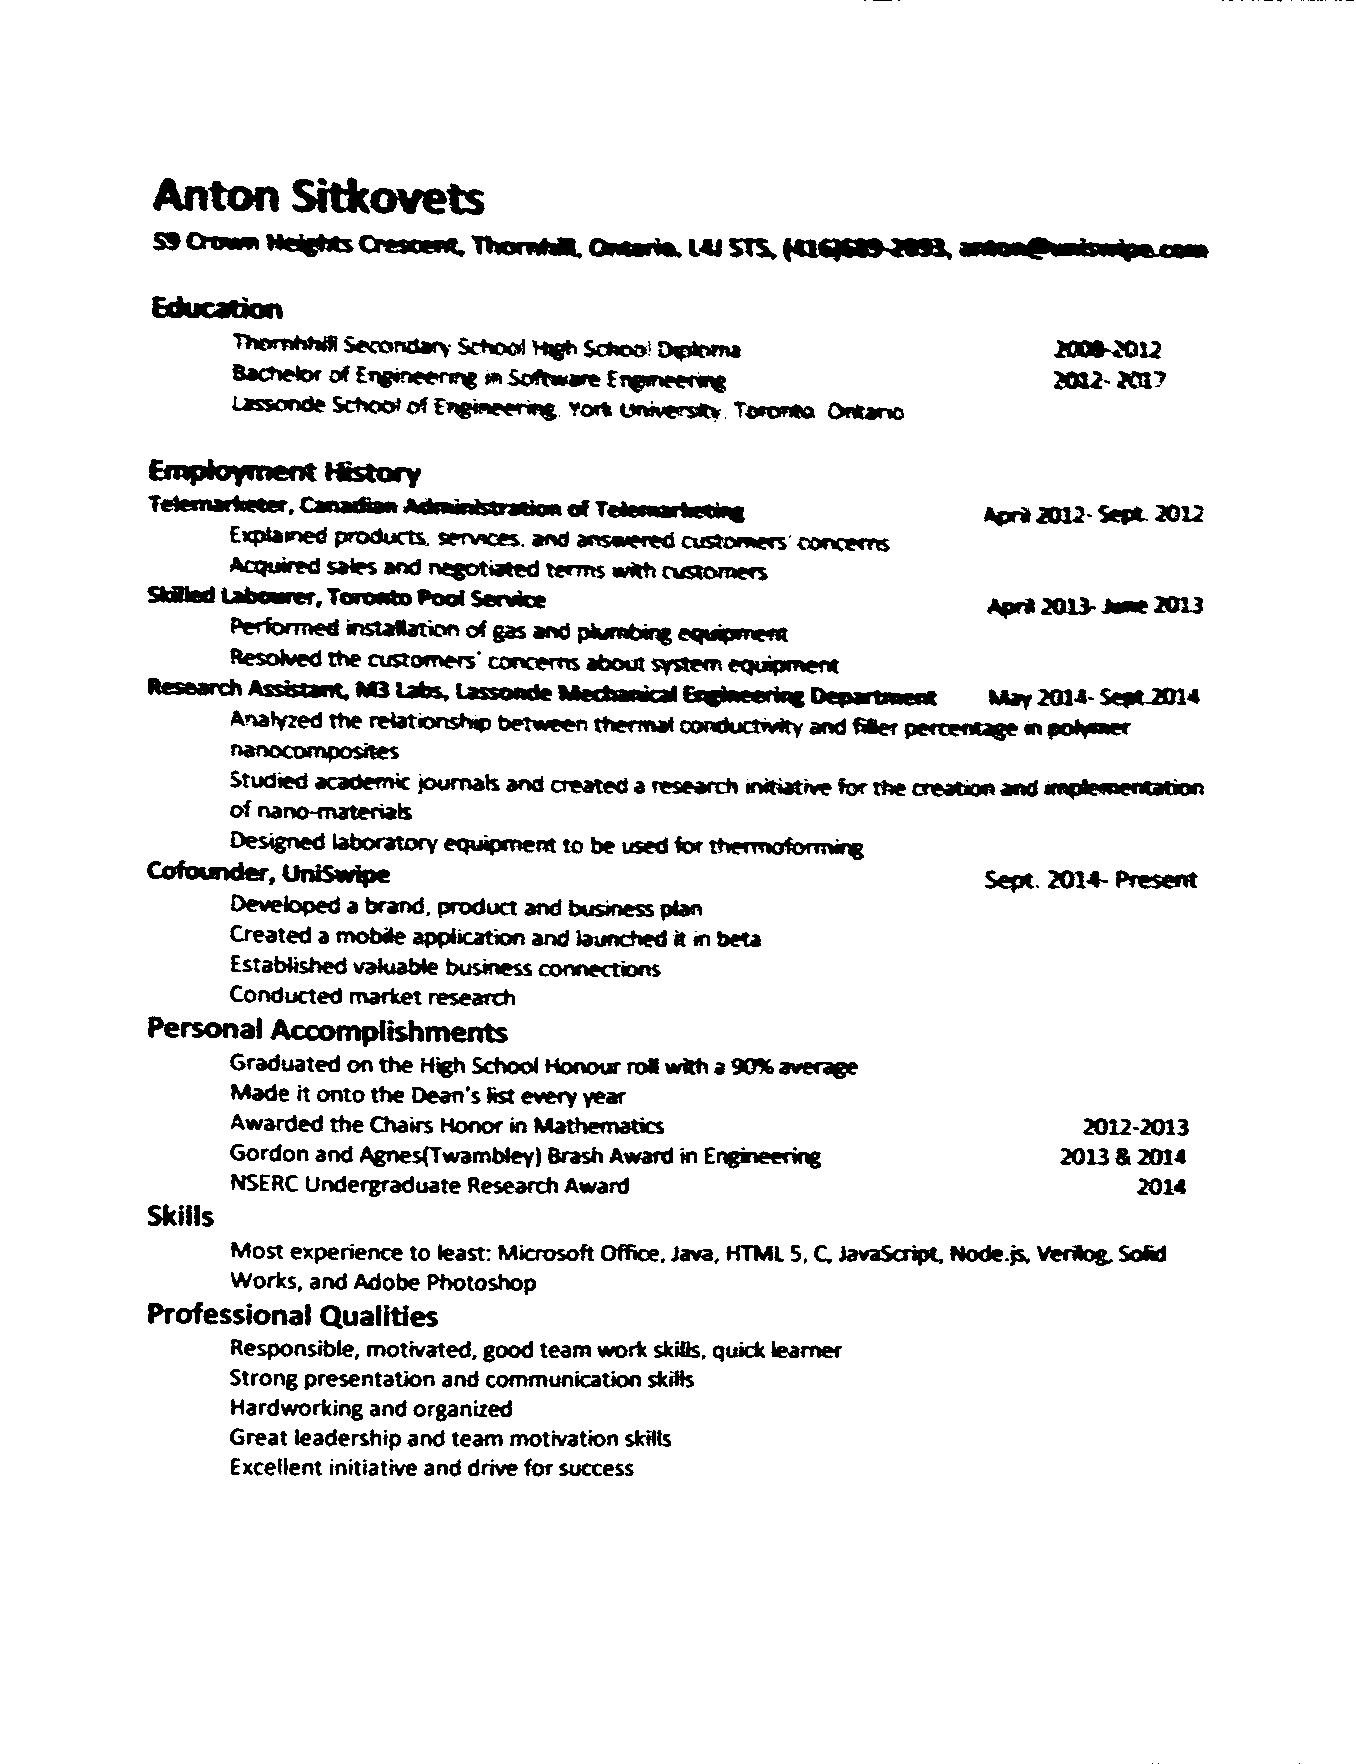 Anton Sitkovets
59 Crown Heights Crescent, Thornhill, Ontario, L4J 5T5, (416)689-2893, anton@uniswipe.com
Education
Thornhhill Secondary School High School Diploma 2008-2012
Bachelor of Engineering in Software Engineering 2012- 2017
Lassonde School of Engineering, York University, Toronto Ontario
Employment History
Telemarketer, Canadian Administration of Telemarketing April 2012- Sept. 2012
Explained products, services, and answered customers' concerns
Acquired sales and negotiated terms with customers
Skilled Labourer, Toronto Pool Service April 2013- June 2013
Performed installation of gas and plumbing equipment
Resolved the customers' concerns about system equipment
Research Assistant, M3 Labs, Lassonde Mechanical Engineering Department May 2014- Sept.2014
Analyzed the relationship between thermal conductivity and filler percentage in polymer
nanocomposites
Studied academic journals and created a research initiative for the creation and implementation
of nano-materials
Designed laboratory equipment to be used for thermoforming
Cofounder, UniSwipe Sept. 2014- Present
Developed a brand, product and business plan
Created a mobile application and launched it in beta
Established valuable business connections
Conducted market research
Personal Accomplishments
Graduated on the High School Honour roll with a 90% average
Made it onto the Dean's list every year
Awarded the Chairs Honor in Mathematics 2012-2013
Gordon and Agnes(Twambley) Brash Award in Engineering 2013 & 2014
NSERC Undergraduate Research Award 2014
Skills
Most experience to least: Microsoft Office, Java, HTML 5, C, JavaScript, Node.js, Verilog, Solid
Works, and Adobe Photoshop
Professional Qualities
Responsible, motivated, good team work skills, quick learner
Strong presentation and communication skills
Hardworking and organized
Great leadership and team motivation skills
Excellent initiative and drive for success